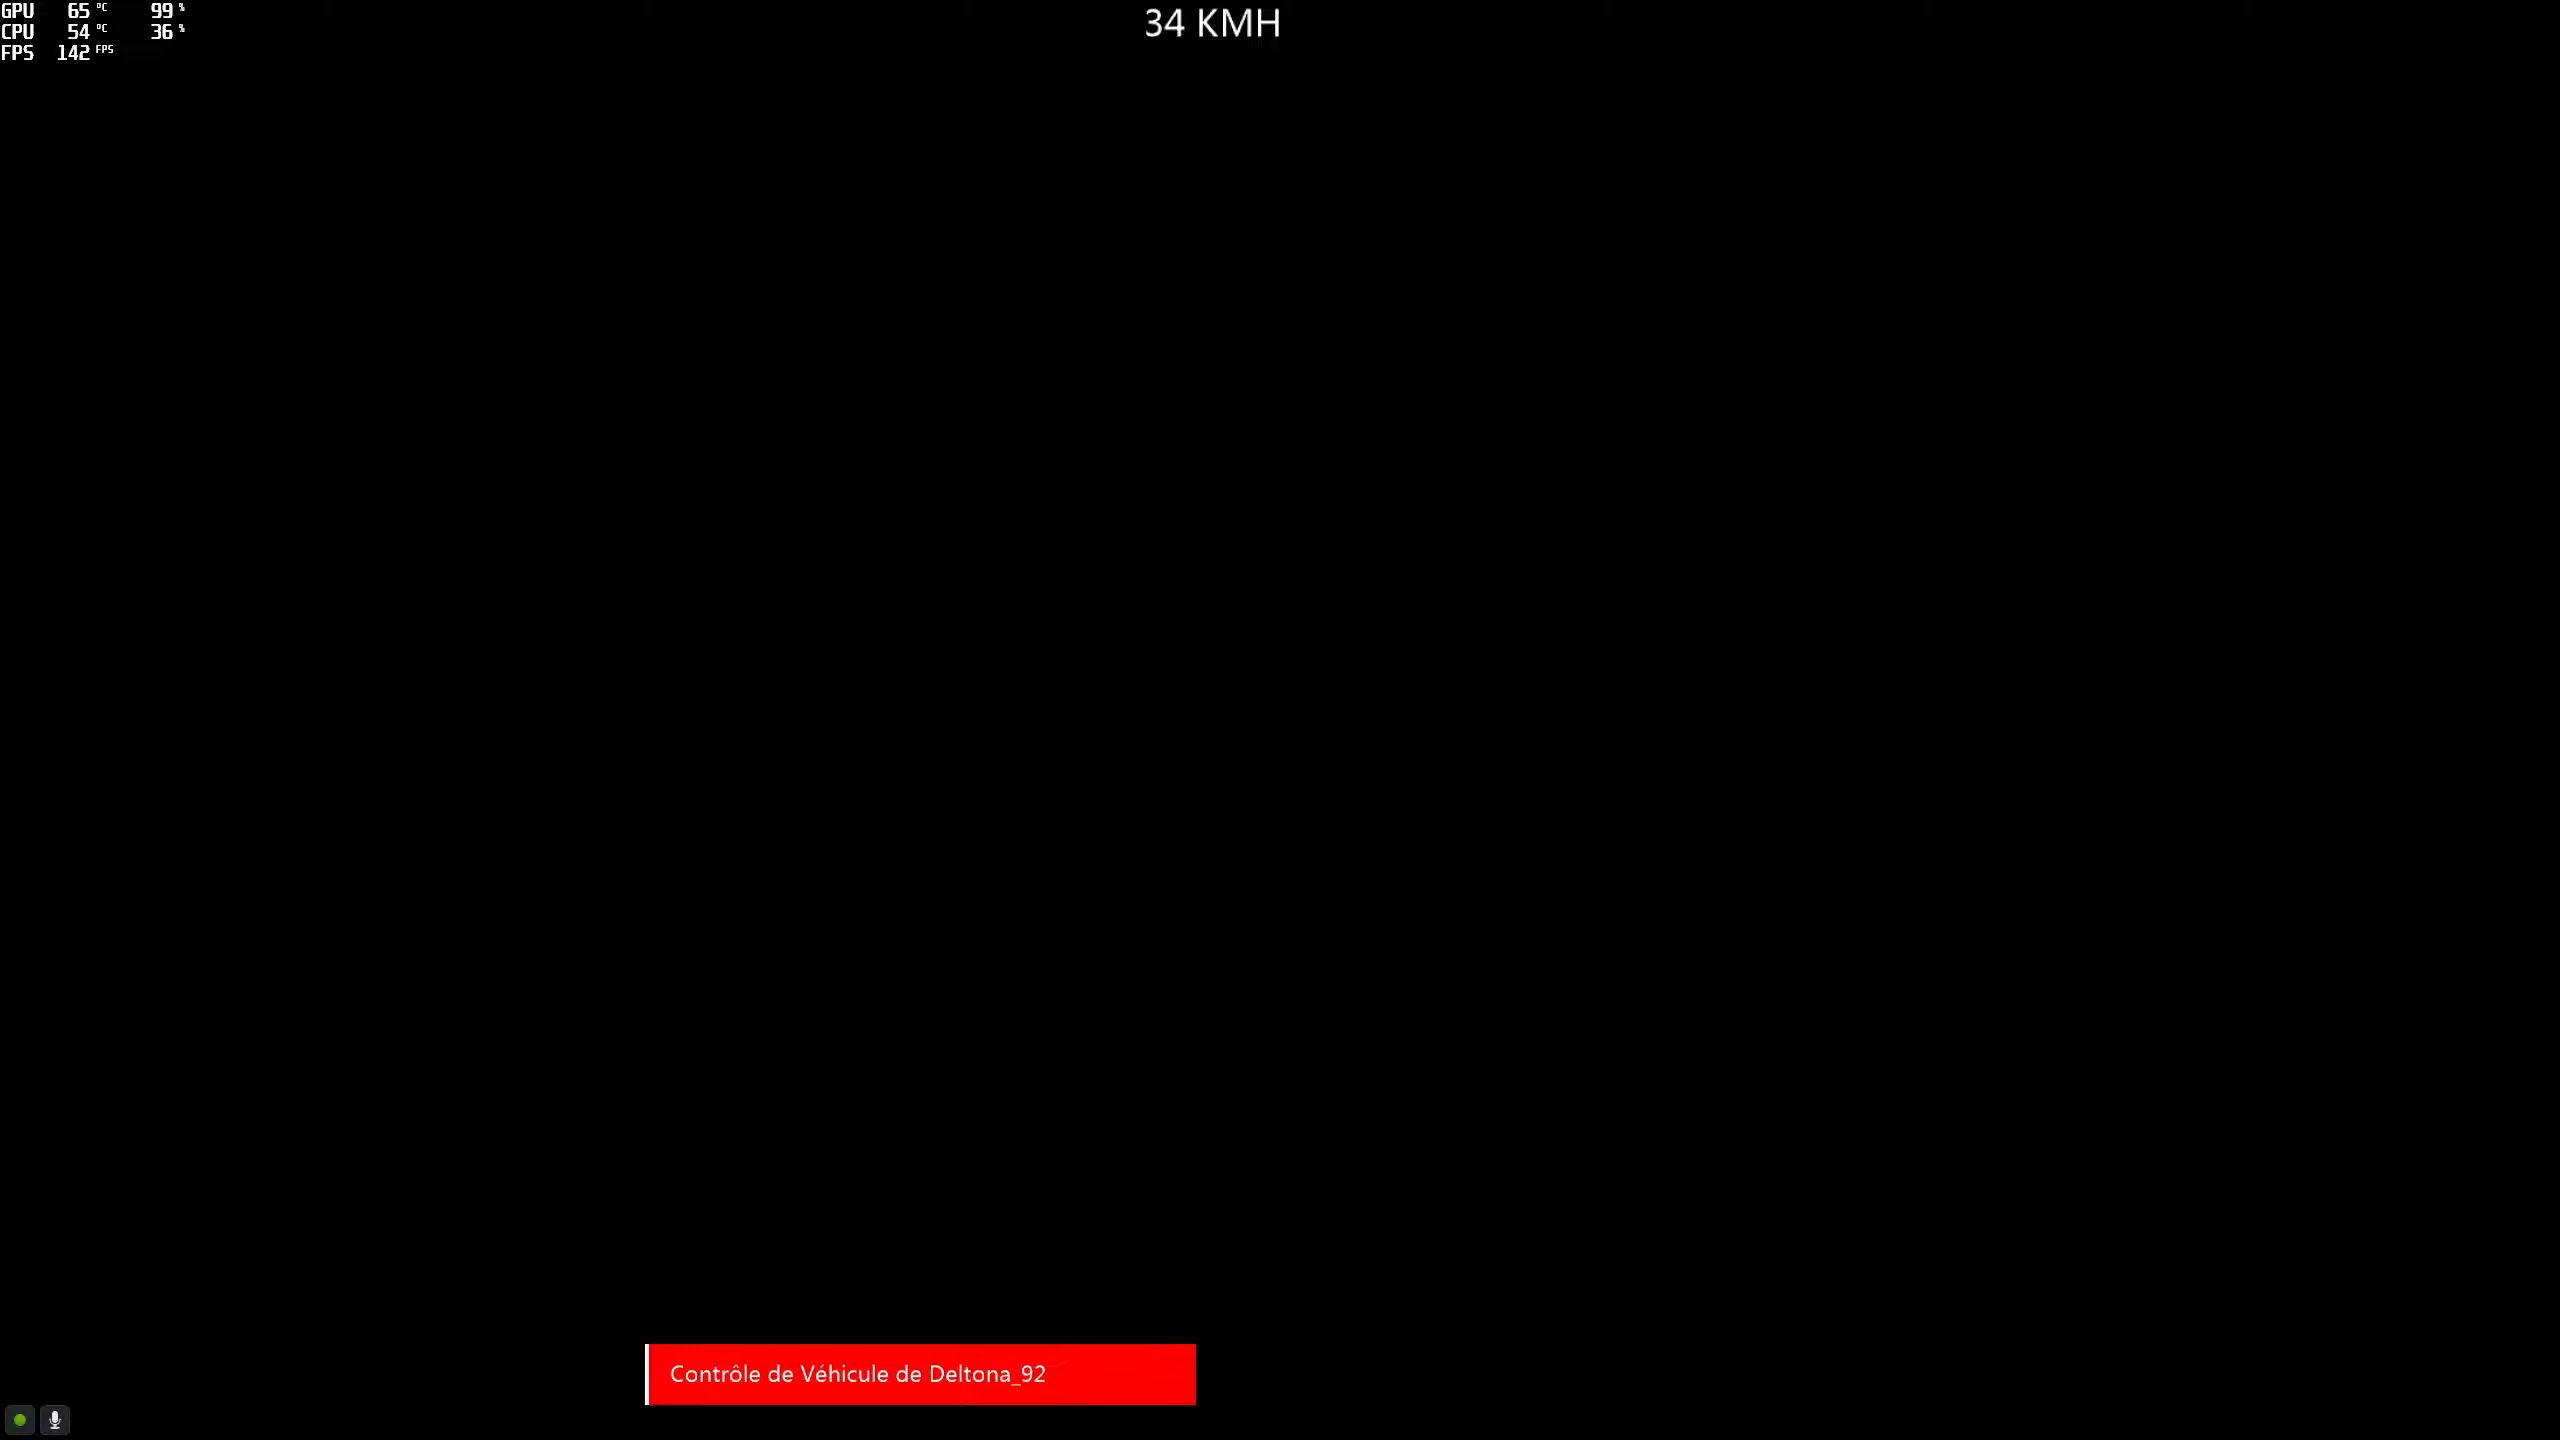 GPU 65 °C 99 %
CPU 54 °C 36 %
FPS 142 FPS
34 KMH
Contrôle de Véhicule de Deltona_92